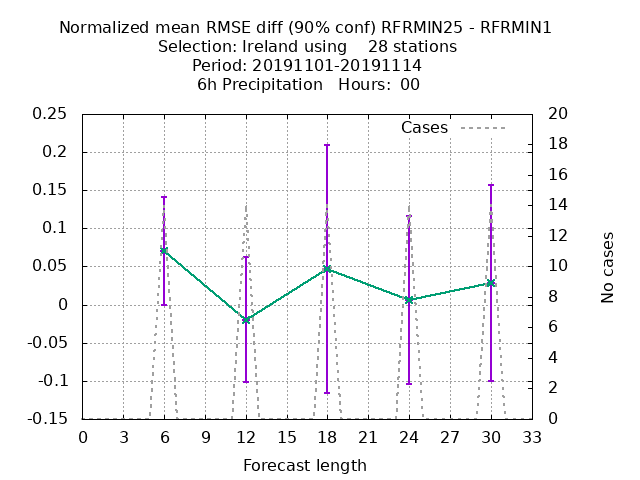 Normalized mean RMSE diff (90% conf) RFRMIN25 - RFRMIN1
Selection: Ireland using 28 stations
Period: 20191101-20191114
6h Precipitation Hours: 00
Cases
0.25
0.2
0.15
0.1
0.05
0
-0.05
-0.1
-0.15
20
18
16
14
12
10
8
6
4
2
0
No cases
0 3 6 9 12 15 18 21 24 27 30 33
Forecast length